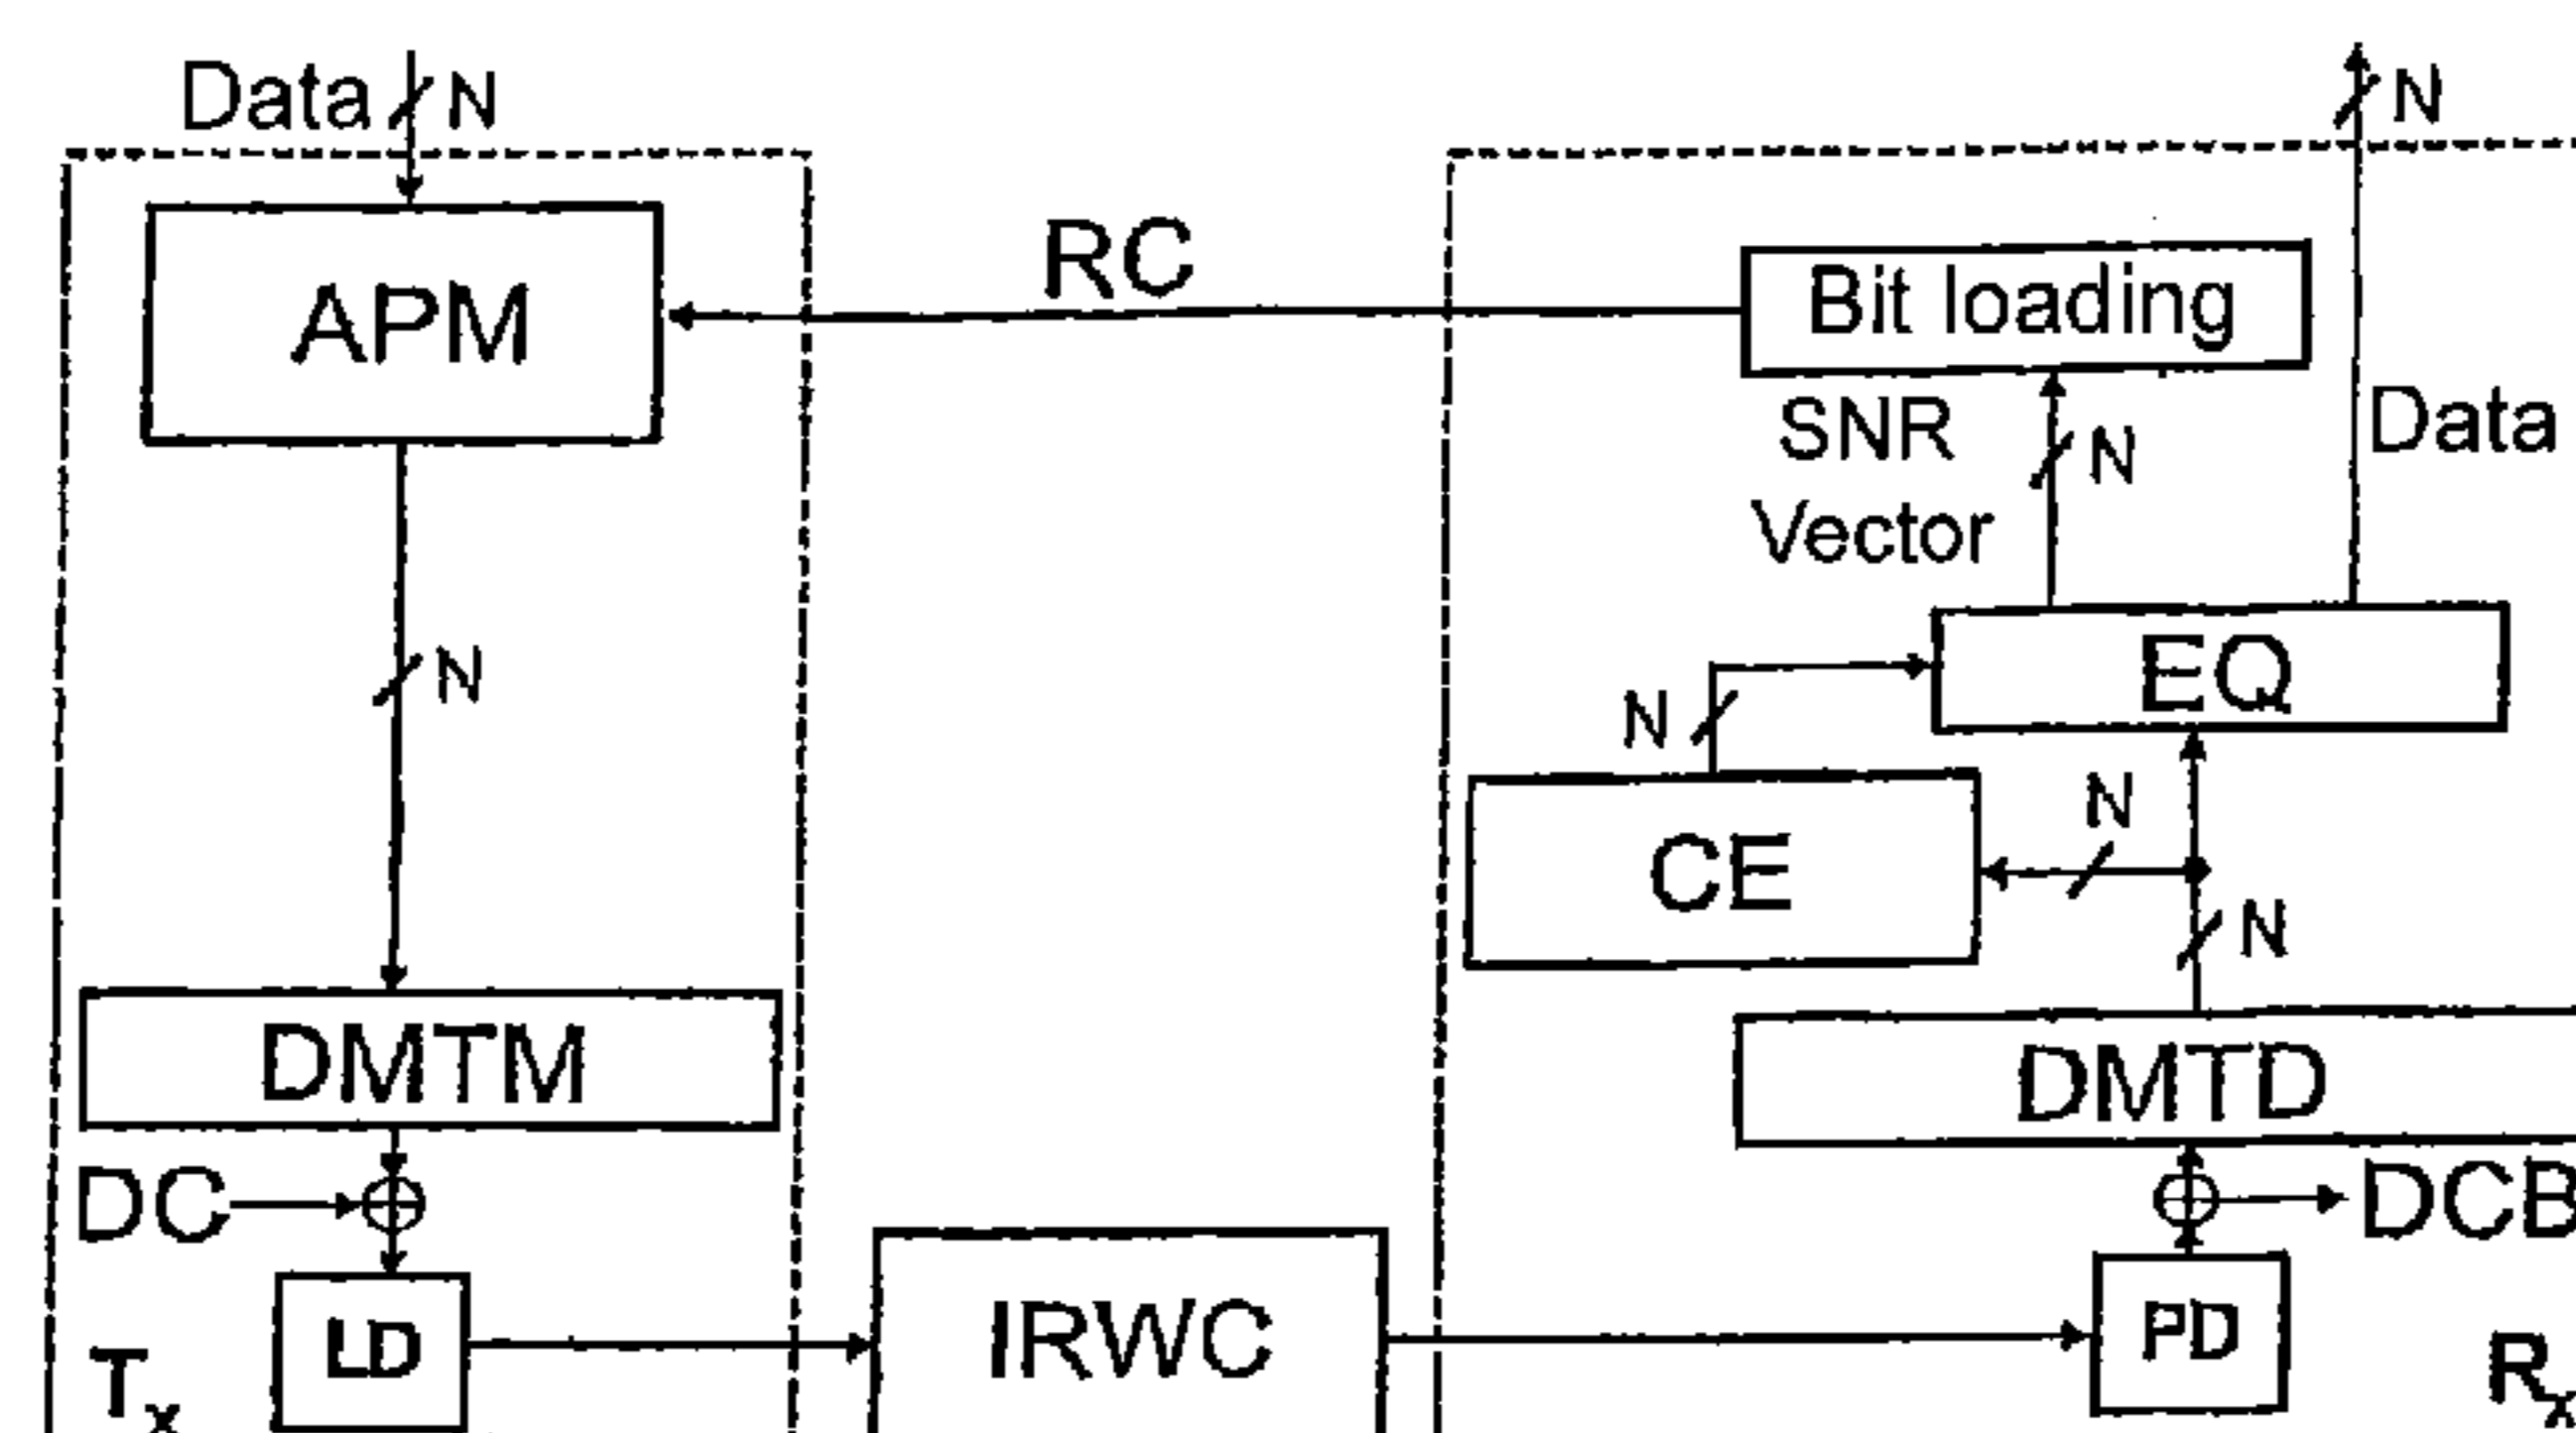 Data N
N
APM
RC
Bit loading
SNR
N
Vector
Data
N
EQ
N
CE
N
N
DMTM
DMTD
DC
DCB
LD
IRWC
PD
Tx
Rx